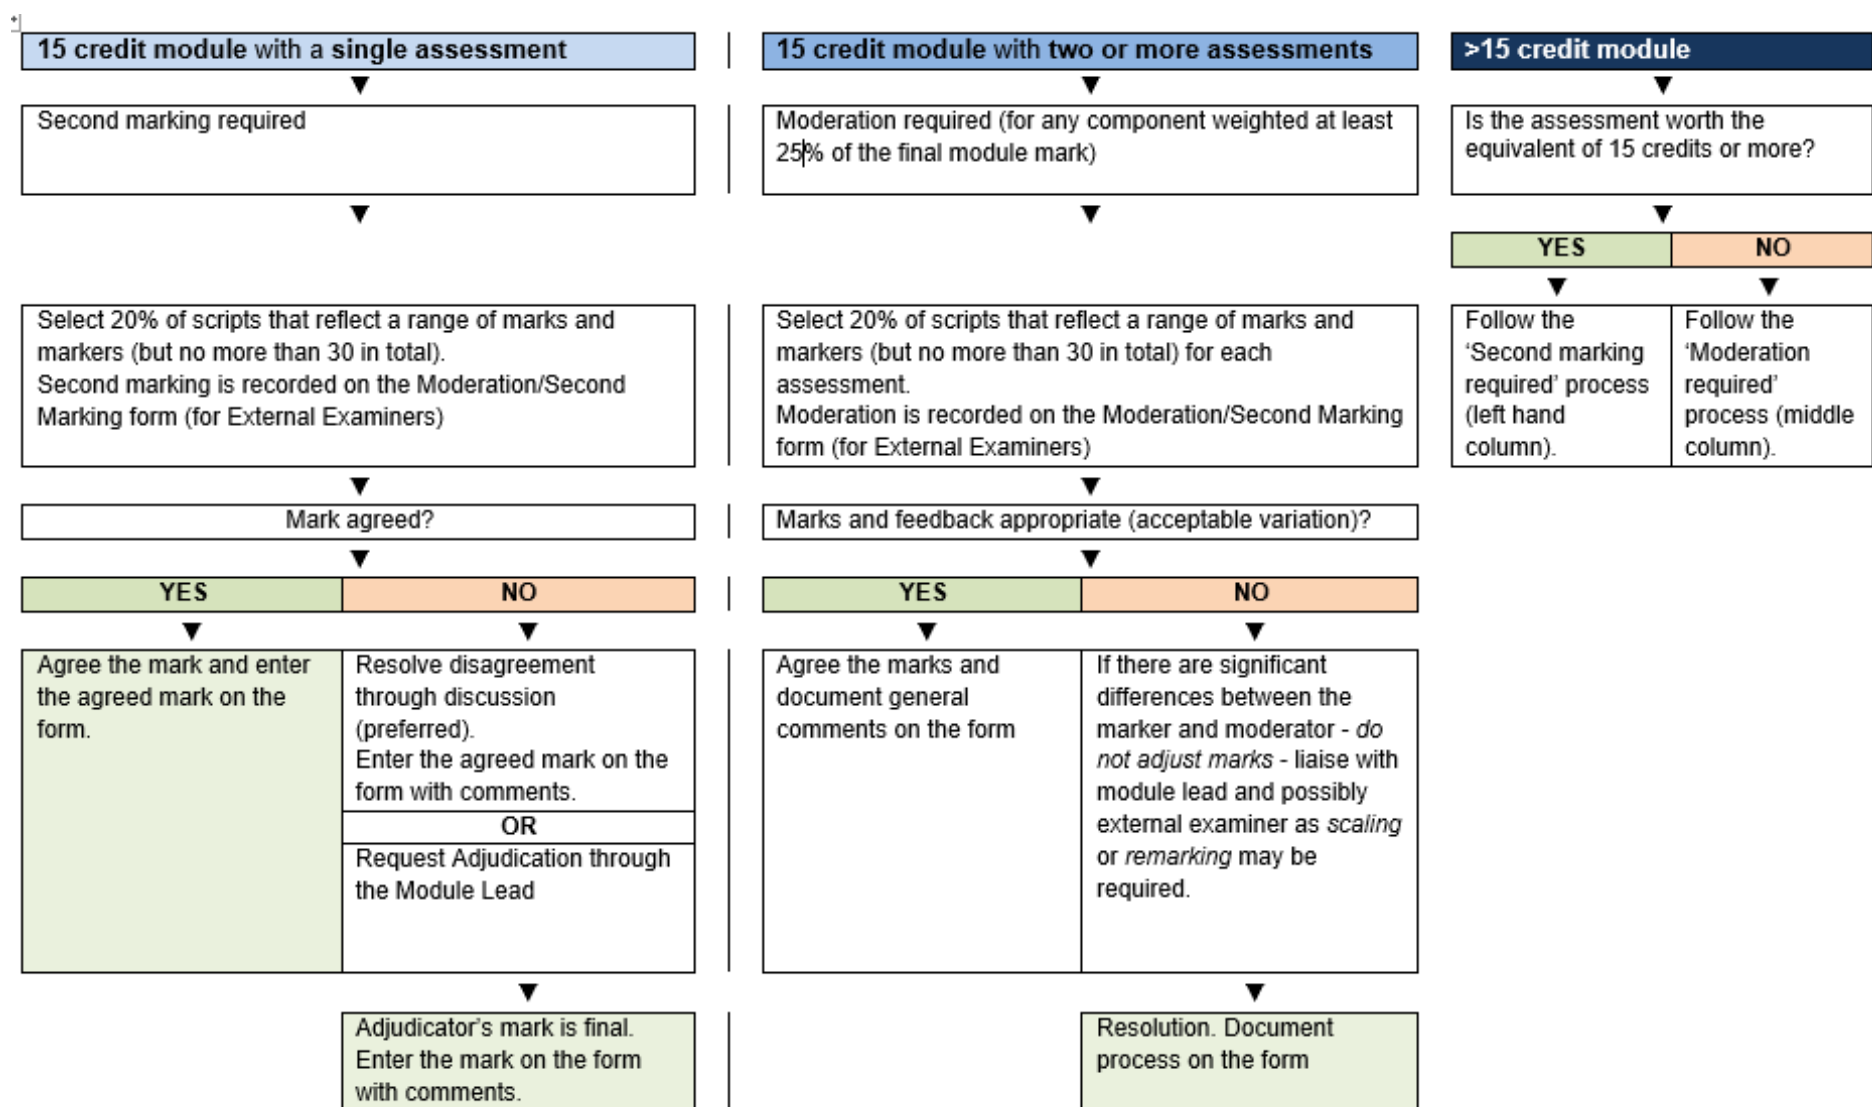 15 credit module with a single assessment
Second marking required
Select 20% of scripts that reflect a range of marks and
markers (but no more than 30 in total).
Second marking is recorded on the Moderation/Second
Marking form (for External Examiners)
Mark agreed?
YES
NO
Agree the mark and enter
the agreed mark on the
form.
Resolve disagreement
through discussion
(preferred).
Enter the agreed mark on the
form with comments.
OR
Request Adjudication through
the Module Lead
Adjudicator's mark is final.
Enter the mark on the form
with comments.
15 credit module with two or more assessments
Moderation required (for any component weighted at least
25% of the final module mark)
Select 20% of scripts that reflect a range of marks and
markers (but no more than 30 in total) for each
assessment.
Moderation is recorded on the Moderation/Second Marking
form (for External Examiners)
Marks and feedback appropriate (acceptable variation)?
YES
NO
Agree the marks and
document general
comments on the form
If there are significant
differences between the
marker and moderator - do
not adjust marks - liaise with
module lead and possibly
external examiner as scaling
or remarking may be
required.
Resolution. Document
process on the form
>15 credit module
Is the assessment worth the
equivalent of 15 credits or more?
YES
NO
Follow the
‘Second marking
required’ process
(left hand
column).
Follow the
‘Moderation
required’
process (middle
column).